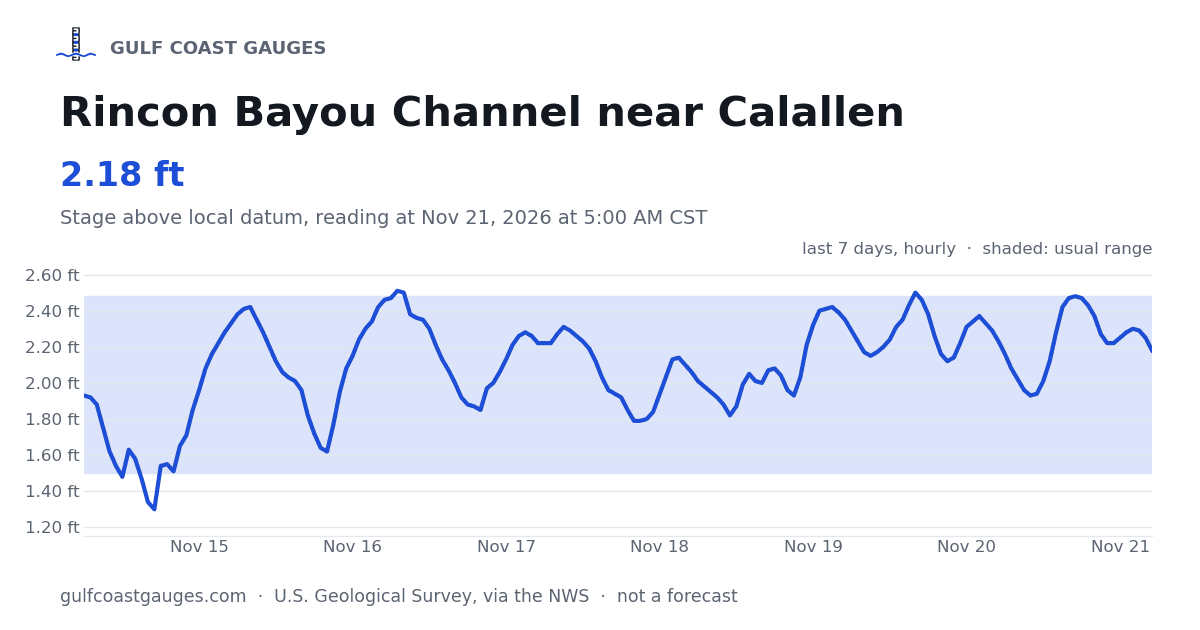 GULF COAST GAUGES
Rincon Bayou Channel near Calallen
2.18 ft
Stage above local datum, reading at Nov 21, 2026 at 5:00 AM CST
last 7 days, hourly · shaded: usual range
2.60 ft
2.40 ft
2.20 ft
2.00 ft
1.80 ft
1.60 ft
1.40 ft
1.20 ft
Nov 15 Nov 16 Nov 17 Nov 18 Nov 19 Nov 20 Nov 21
gulfcoastgauges.com · U.S. Geological Survey, via the NWS · not a forecast